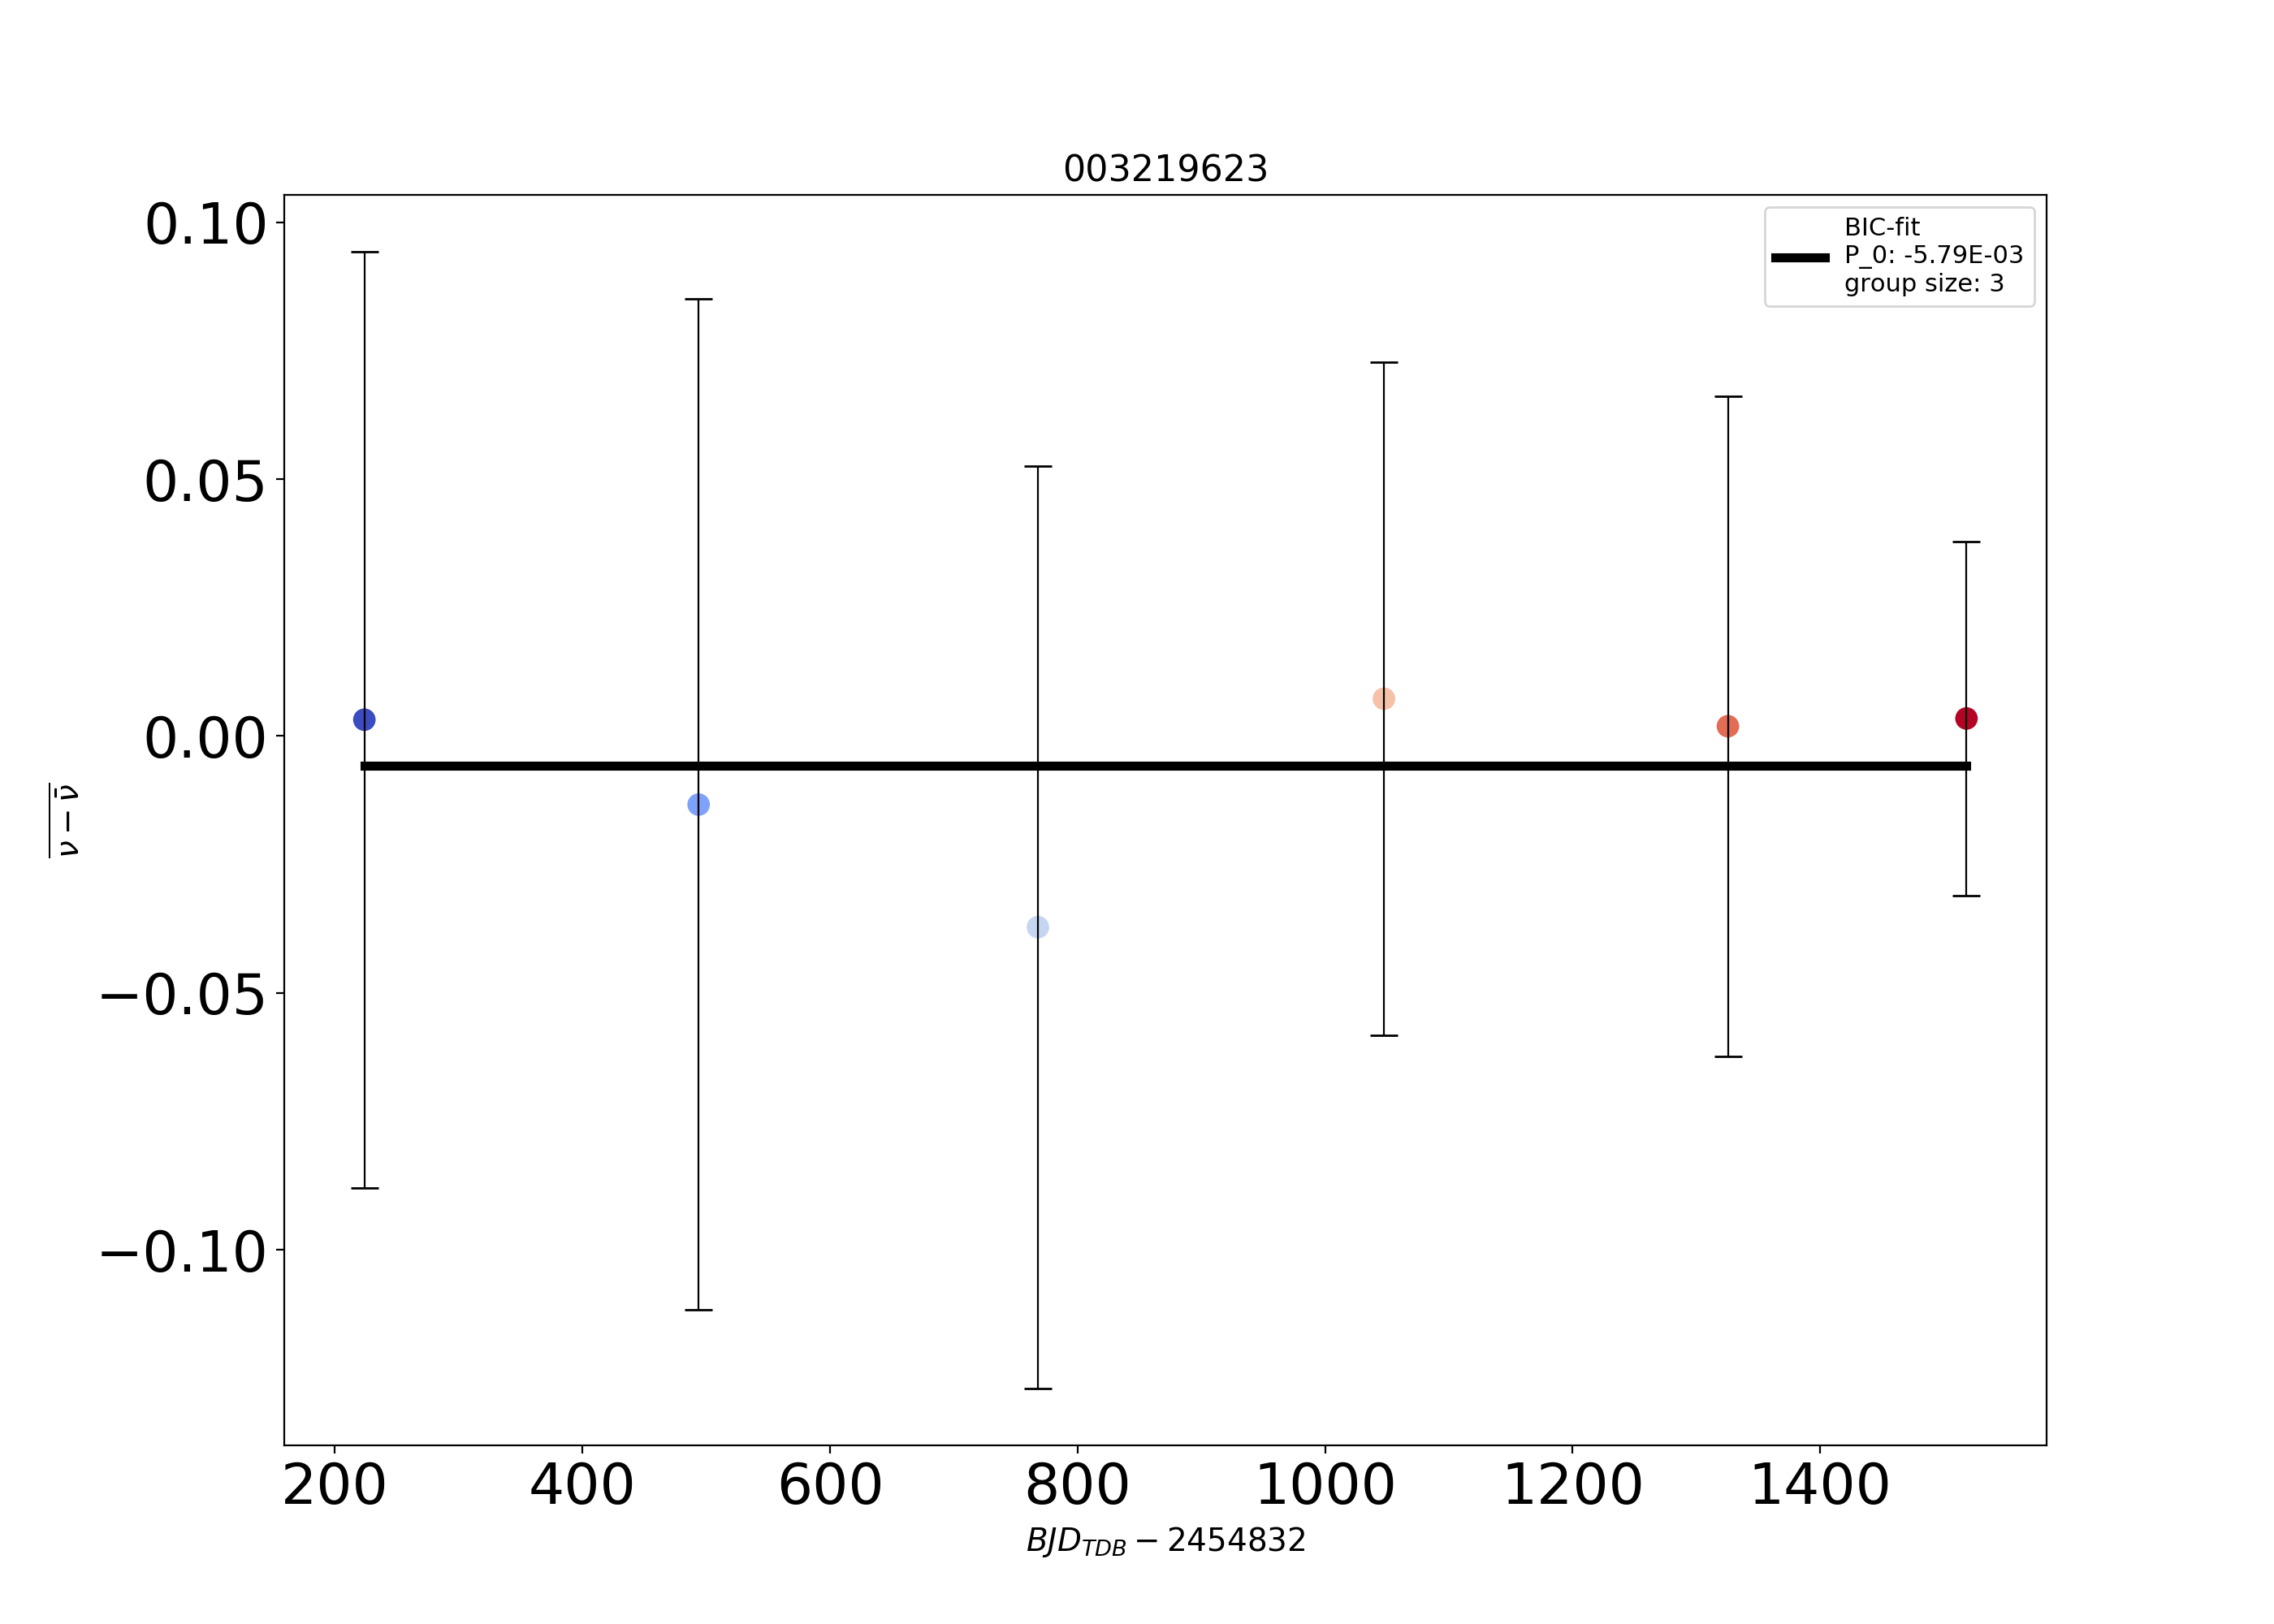 003219623
0.10
0.05
0.00
−0.05
−0.10
ν − ν̄
BIC-fit
P_0: -5.79E-03
group size: 3
200 400 600 800 1000 1200 1400
BJD_TDB − 2454832